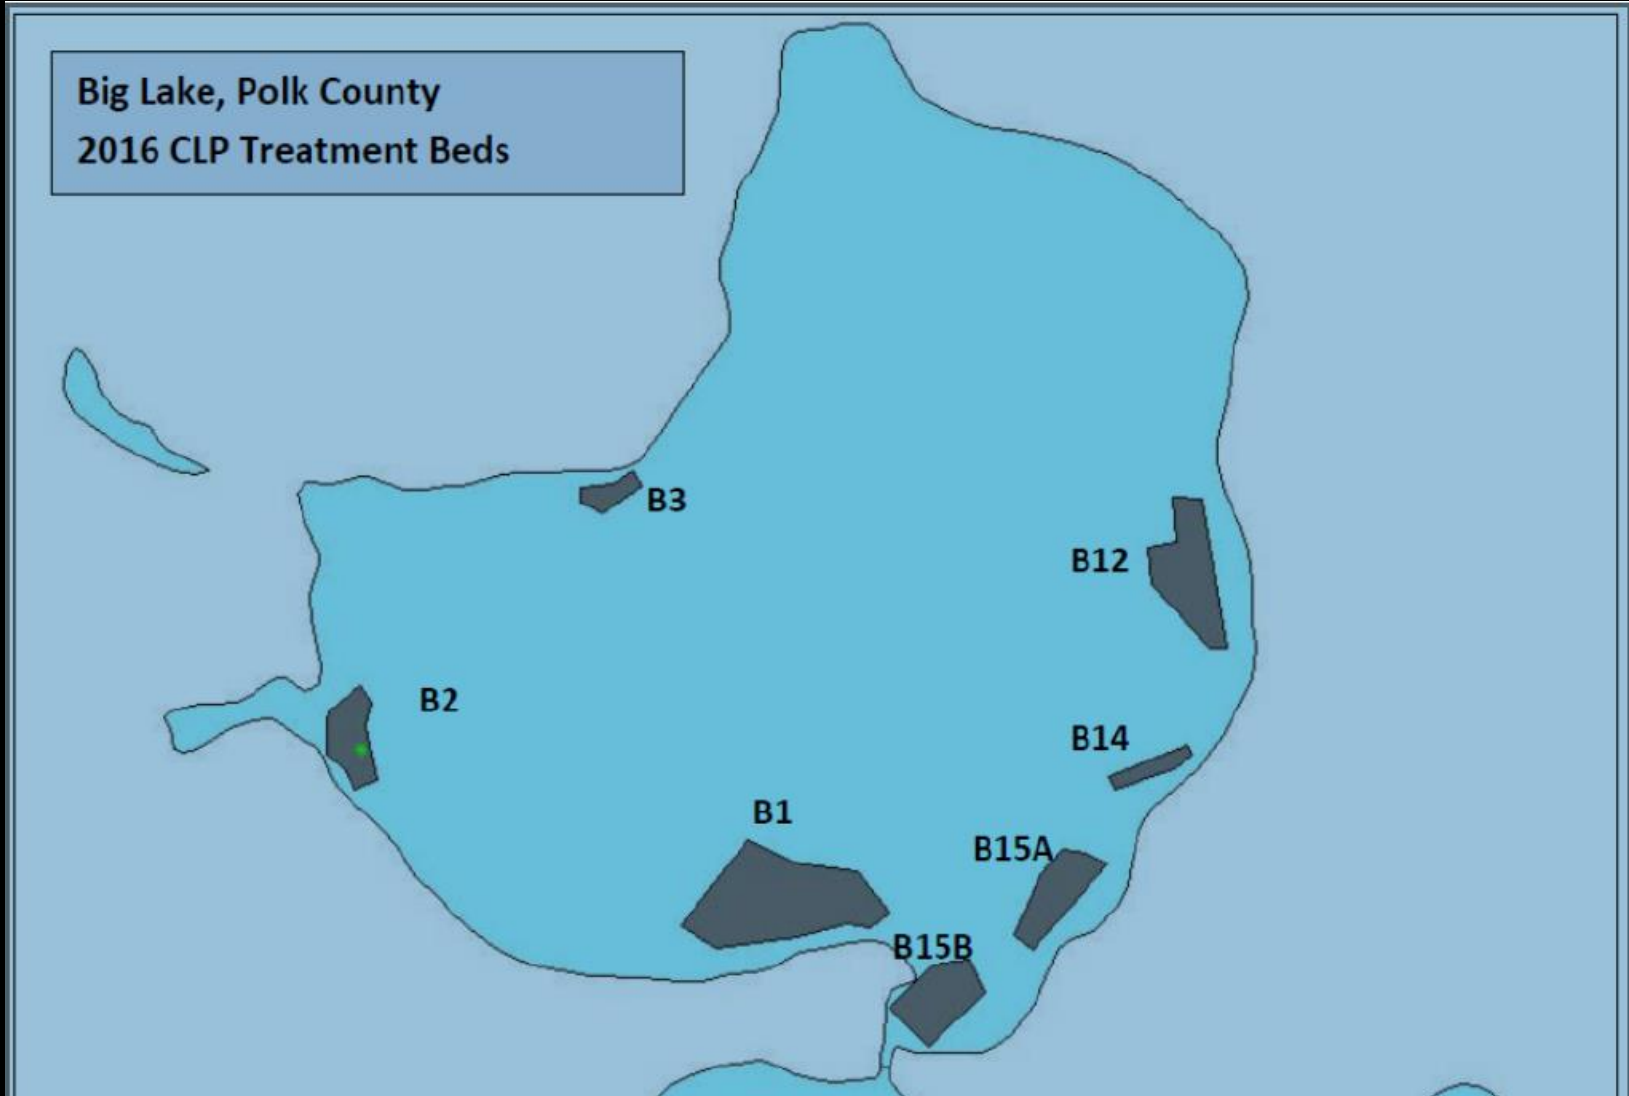 Big Lake, Polk County
2016 CLP Treatment Beds
B3
B12
B2
B14
B1
B15A
B15B